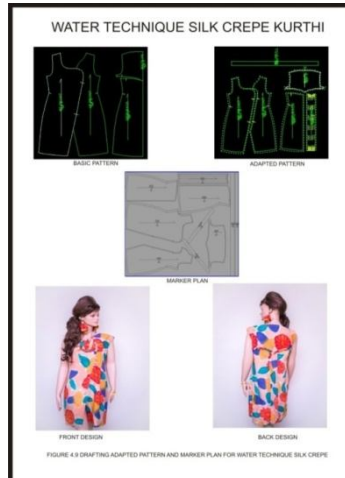 WATER TECHNIQUE SILK CREPE KURTHI
BASIC PATTERN
ADAPTED PATTERN
MARKER PLAN
FRONT DESIGN
BACK DESIGN
FIGURE 4.9 DRAFTING ADAPTED PATTERN AND MARKER PLAN FOR WATER TECHNIQUE SILK CREPE